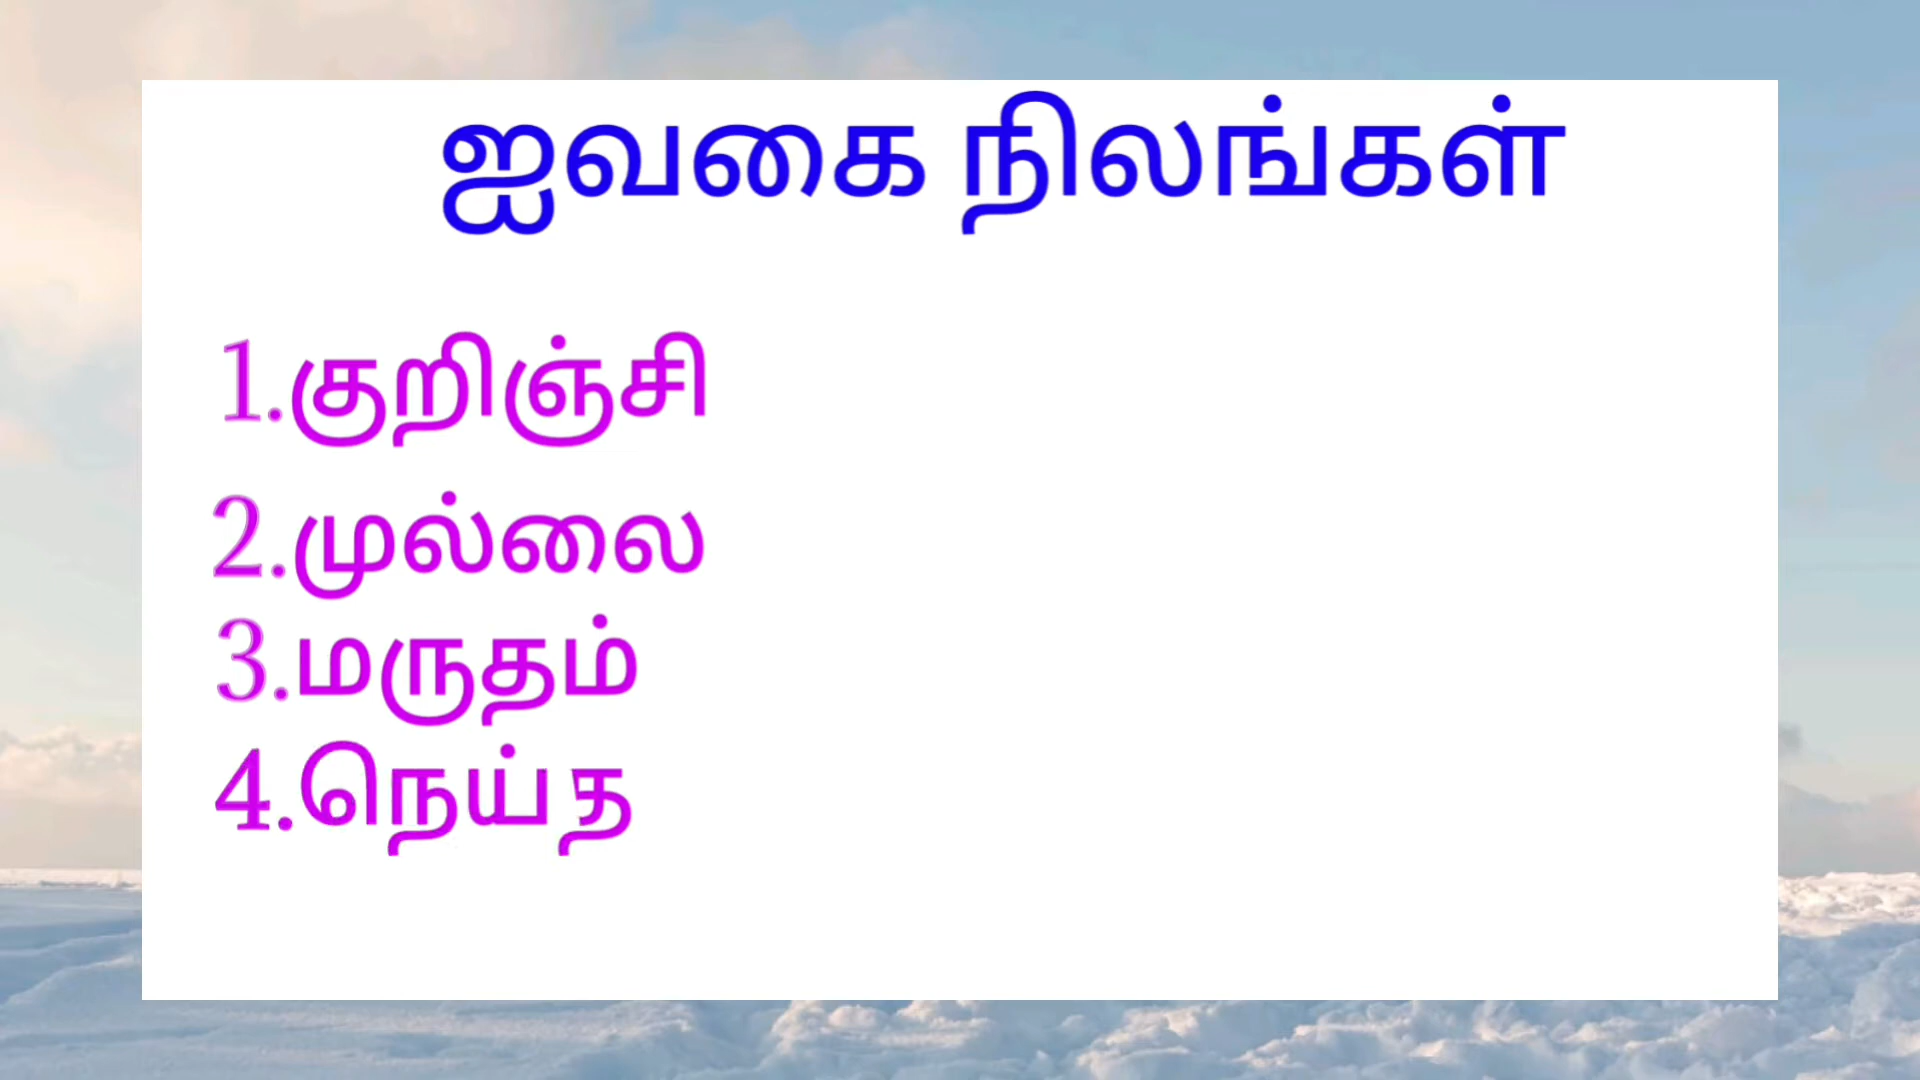 ஐவகை நிலங்கள்
1.குறிஞ்சி
2.முல்லை
3.மருதம்
4.நெய்த